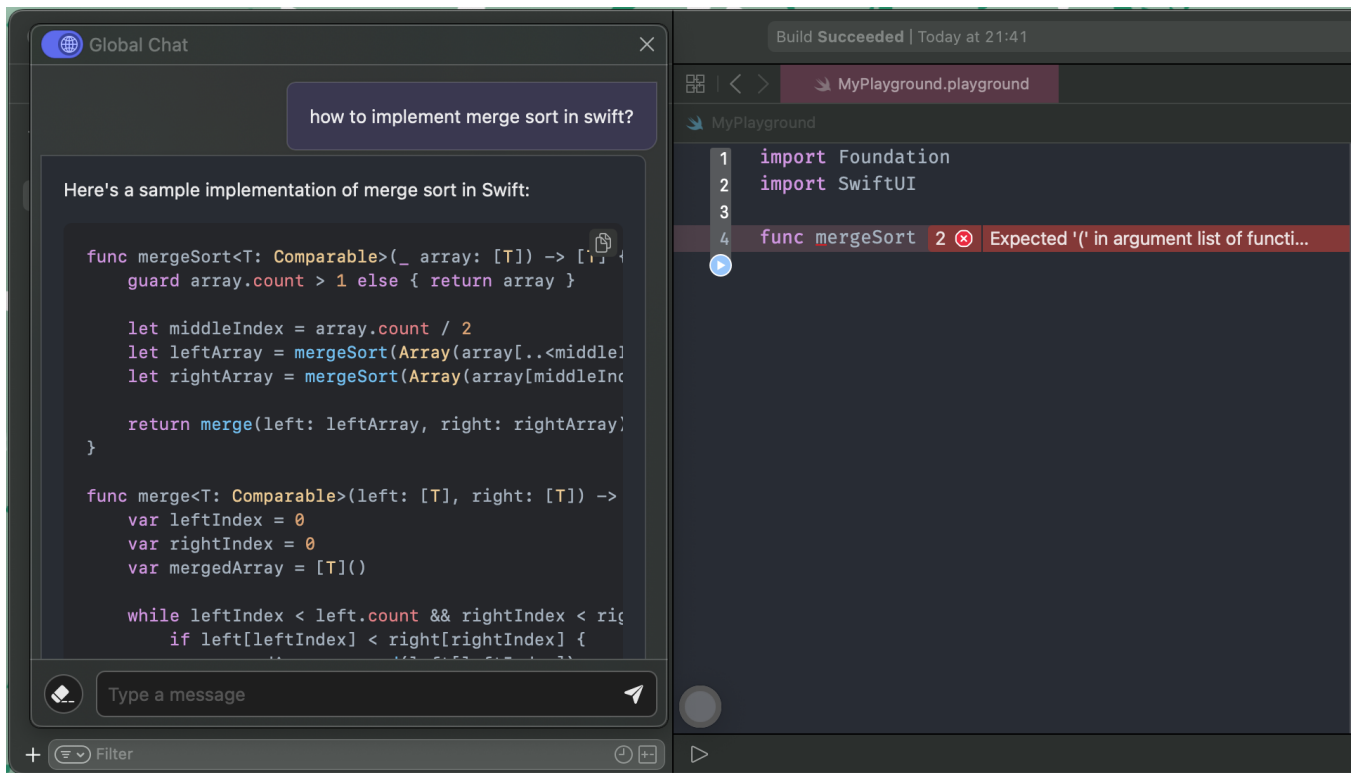 Global Chat
how to implement merge sort in swift?
Here's a sample implementation of merge sort in Swift:
func mergeSort<T: Comparable>(_ array: [T]) -> [T] {
guard array.count > 1 else { return array }
let middleIndex = array.count / 2
let leftArray = mergeSort(Array(array[..<middleI
let rightArray = mergeSort(Array(array[middleInd
return merge(left: leftArray, right: rightArray)
}
func merge<T: Comparable>(left: [T], right: [T]) ->
var leftIndex = 0
var rightIndex = 0
var mergedArray = [T]()
while leftIndex < left.count && rightIndex < rig
if left[leftIndex] < right[rightIndex] {
Type a message
Filter
Build Succeeded | Today at 21:41
MyPlayground.playground
MyPlayground
1 import Foundation
2 import SwiftUI
3
4 func mergeSort 2 Expected '(' in argument list of functi...